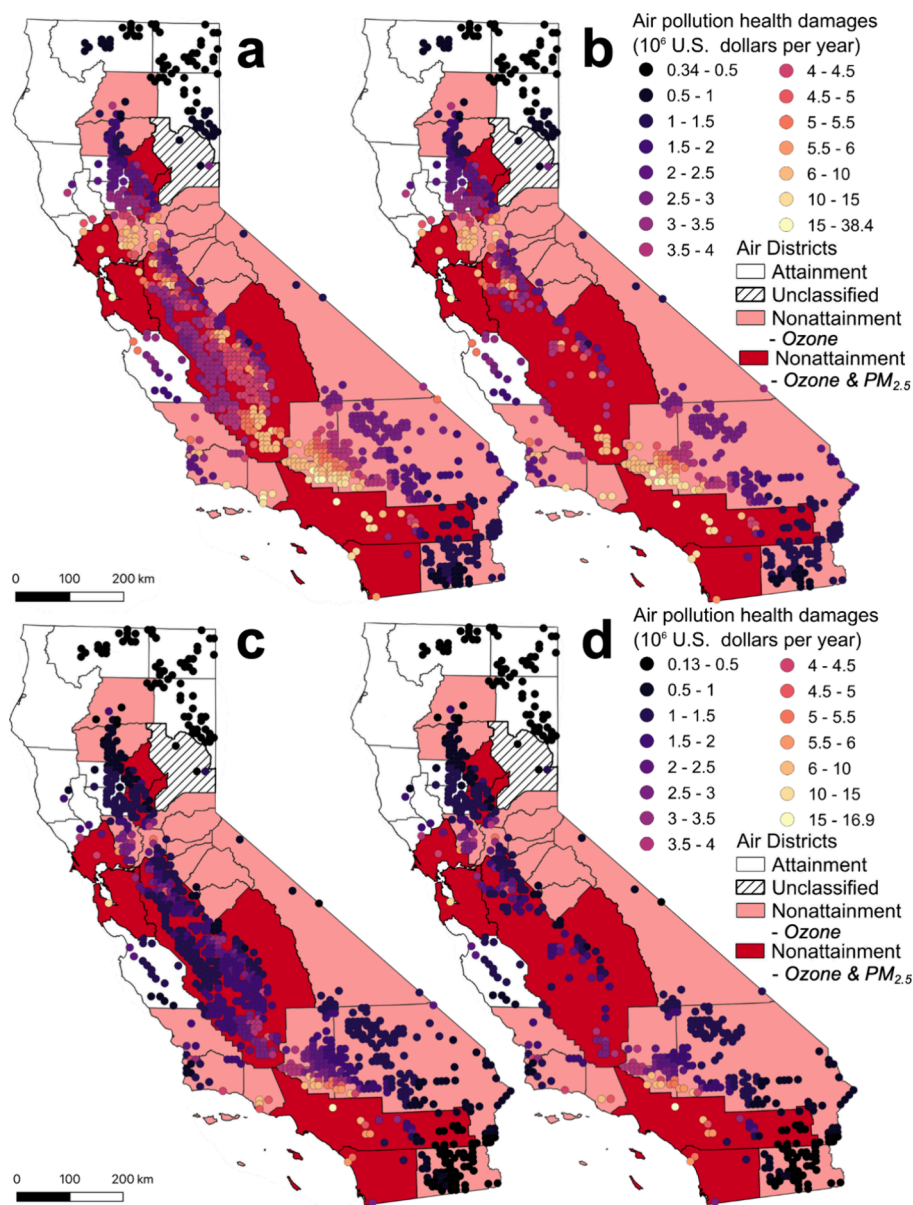 a
b
Air pollution health damages
(10⁶ U.S. dollars per year)
0.34 - 0.5
0.5 - 1
1 - 1.5
1.5 - 2
2 - 2.5
2.5 - 3
3 - 3.5
3.5 - 4
4 - 4.5
4.5 - 5
5 - 5.5
5.5 - 6
6 - 10
10 - 15
15 - 38.4
Air Districts
Attainment
Unclassified
Nonattainment
- Ozone
Nonattainment
- Ozone & PM₂.₅
0 100 200 km
c
d
Air pollution health damages
(10⁶ U.S. dollars per year)
0.13 - 0.5
0.5 - 1
1 - 1.5
1.5 - 2
2 - 2.5
2.5 - 3
3 - 3.5
3.5 - 4
4 - 4.5
4.5 - 5
5 - 5.5
5.5 - 6
6 - 10
10 - 15
15 - 16.9
Air Districts
Attainment
Unclassified
Nonattainment
- Ozone
Nonattainment
- Ozone & PM₂.₅
0 100 200 km